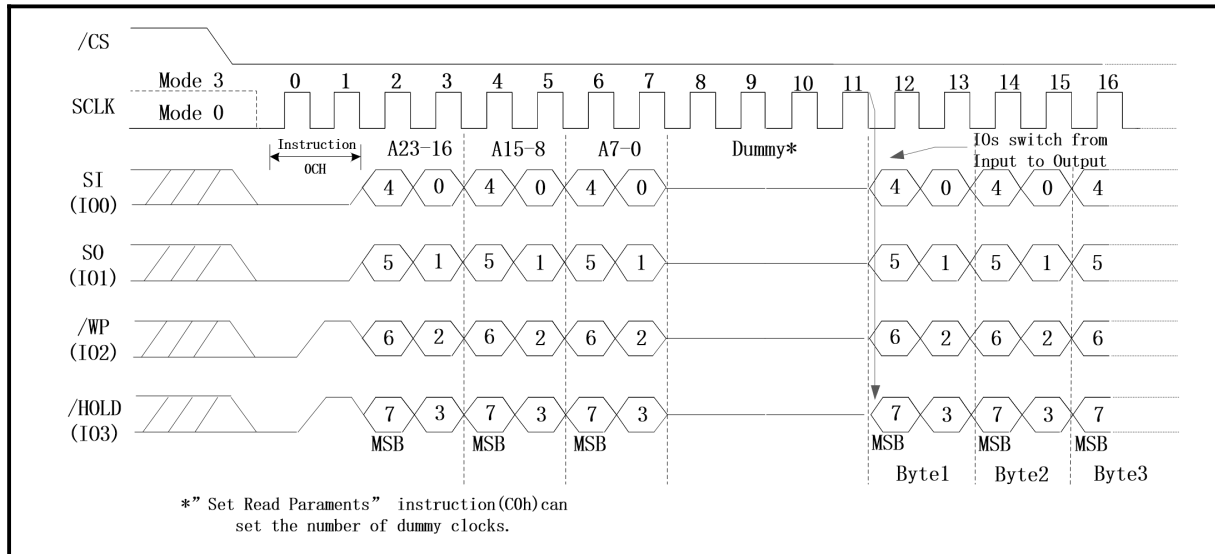 /CS
Mode 3
0 1 2 3 4 5 6 7 8 9 10 11 12 13 14 15 16
SCLK
Mode 0
Instruction
0CH
A23-16
A15-8
A7-0
Dummy*
IOs switch from
Input to Output
SI
(IO0)
4 0 4 0 4 0 4 0 4 0 4
SO
(IO1)
5 1 5 1 5 1 5 1 5 1 5
/WP
(IO2)
6 2 6 2 6 2 6 2 6 2 6
/HOLD
(IO3)
7 3 7 3 7 3 7 3 7 3 7
MSB MSB MSB MSB MSB MSB
Byte1 Byte2 Byte3
*” Set Read Paraments” instruction(C0h)can
set the number of dummy clocks.